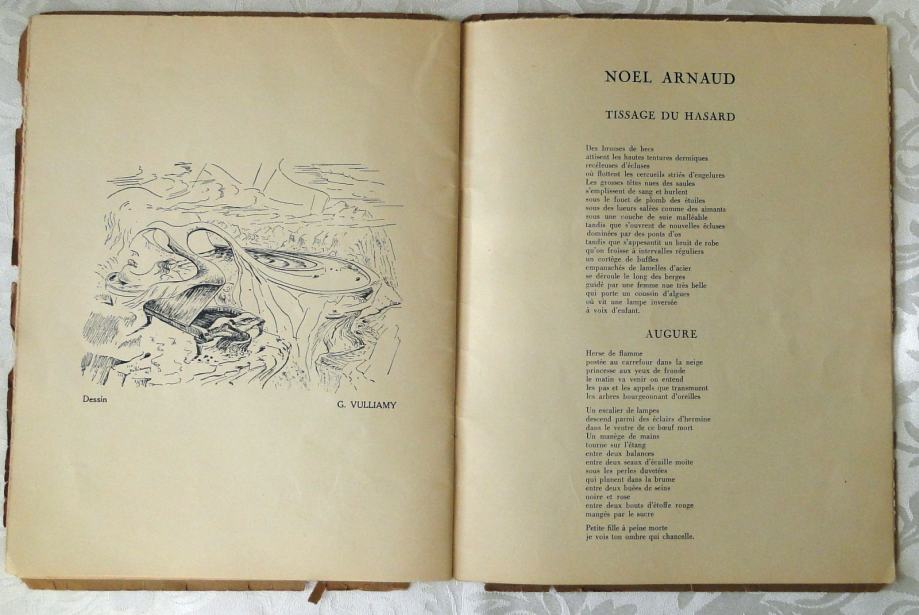 Dessin
G. VULLIAMY
NOEL ARNAUD
TISSAGE DU HASARD
Des brosses de becs
attisent les hautes tentures dermiques
recéleuses d'écluses
où flottent les cercueils striés d'engelures
Les grosses têtes nues des saules
s'emplissent de sang et hurlent
sous le fouet de plomb des étoiles
sous des lueurs salées comme des aimants
sous une couche de suie malléable
tandis que s'ouvrent de nouvelles écluses
dominées par des ponts d'os
tandis que s'appesantit un bruit de robe
qu'on froisse à intervalles réguliers
un cortège de buffles
empanachés de lamelles d'acier
se déroule le long des berges
guidé par une femme nue très belle
qui porte un coussin d'algues
où vit une lampe inversée
à voix d'enfant.
AUGURE
Herse de flamme
postée au carrefour dans la neige
princesse aux yeux de fronde
le matin va venir on entend
les pas et les appels que transmuent
les arbres bourgeonnant d'oreilles
Un escalier de lampes
descend parmi des éclairs d'hermine
dans le ventre de ce bœuf mort
Un manège de mains
tourne sur l'étang
entre deux balances
entre deux seaux d'écaille moite
sous les perles duvetées
qui planent dans la brume
entre deux buées de seins
noire et rose
entre deux bouts d'étoffe rouge
mangés par le sucre
Petite fille à peine morte
je vois ton ombre qui chancelle.